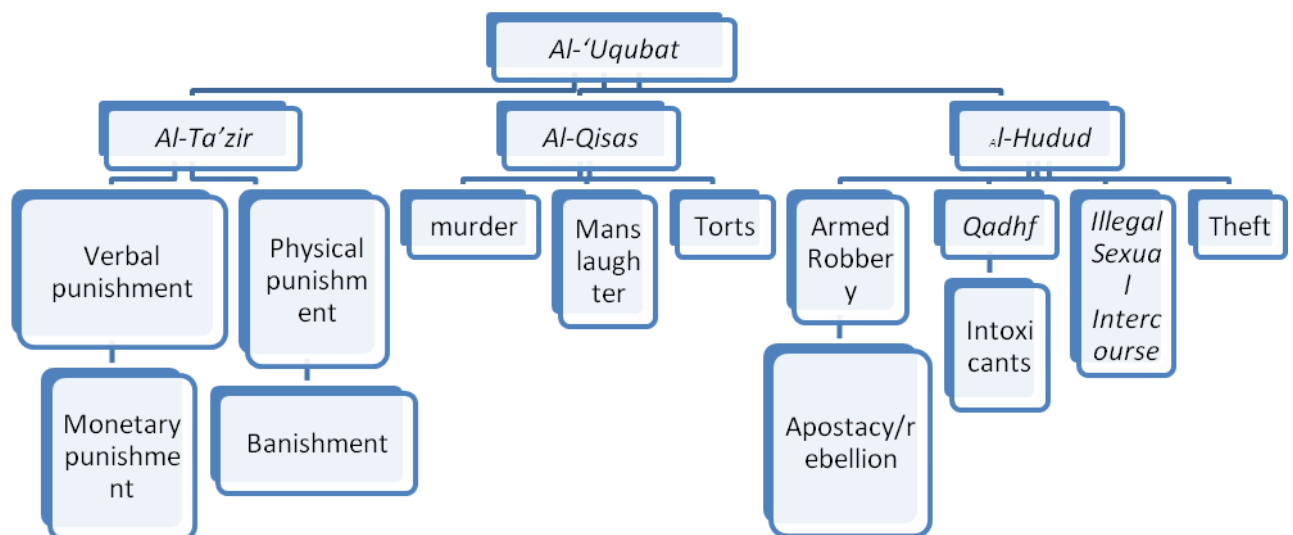 Al-‘Uqubat
Al-Ta’zir
Al-Qisas
Al-Hudud
Verbal
punishment
Physical
punishm
ent
murder
Mans
laugh
ter
Torts
Armed
Robber
y
Qadhf
Illegal
Sexua
l
Interc
ourse
Theft
Monetary
punishme
nt
Banishment
Apostacy/r
ebellion
Intoxi
cants